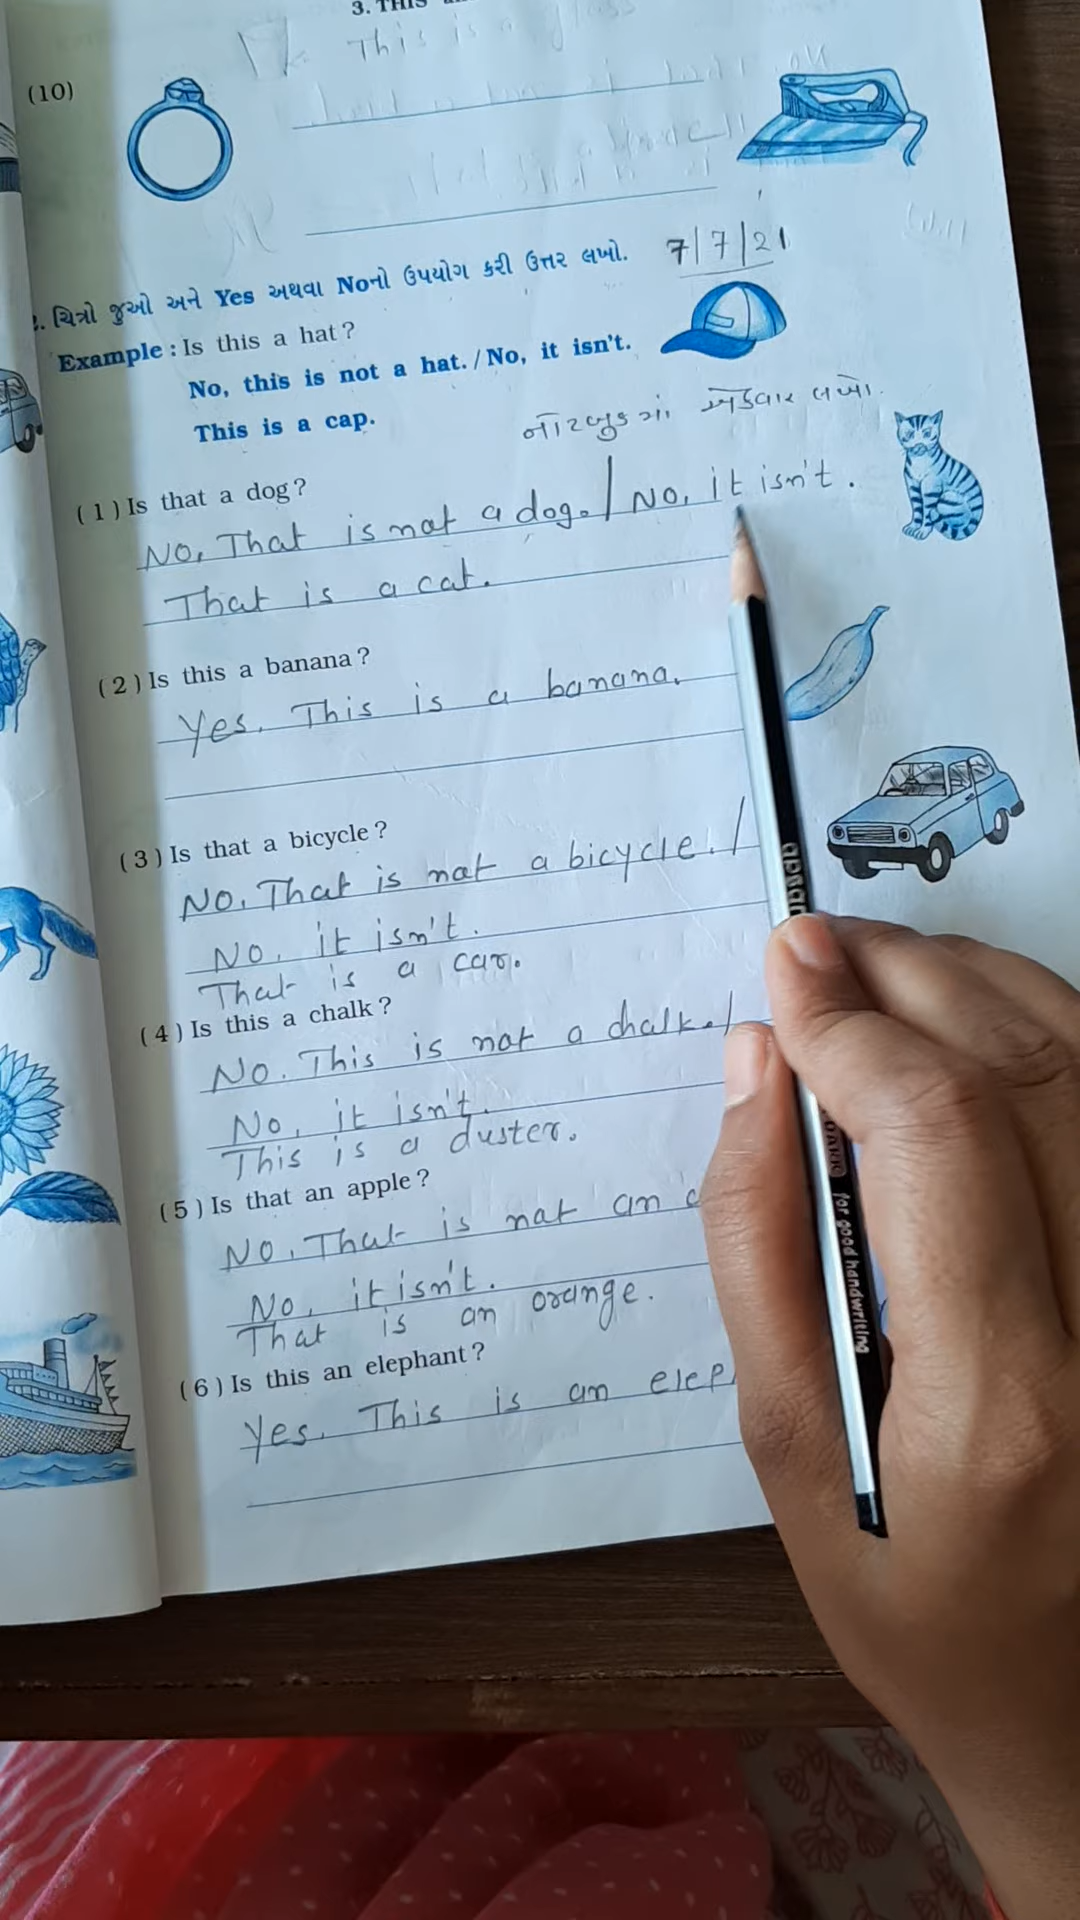 3. THIS
This is a glass
(10)
૨. ચિત્રો જુઓ અને Yes અથવા Noનો ઉપયોગ કરી ઉત્તર લખો. 7/7/21
Example : Is this a hat?
No, this is not a hat. / No, it isn't.
This is a cap.
નોટબુકમાં એકવાર લખો.
(1) Is that a dog?
No, That is not a dog. / No, it isn't.
That is a cat.
(2) Is this a banana?
Yes, This is a banana.
(3) Is that a bicycle?
No, That is not a bicycle. /
No, it isn't.
That is a car.
(4) Is this a chalk?
No. This is not a chalk. /
No, it isn't.
This is a duster.
(5) Is that an apple?
No, That is not an
No, it isn't.
That is an orange.
(6) Is this an elephant?
Yes, This is an elep
apsara
DARK for good handwriting